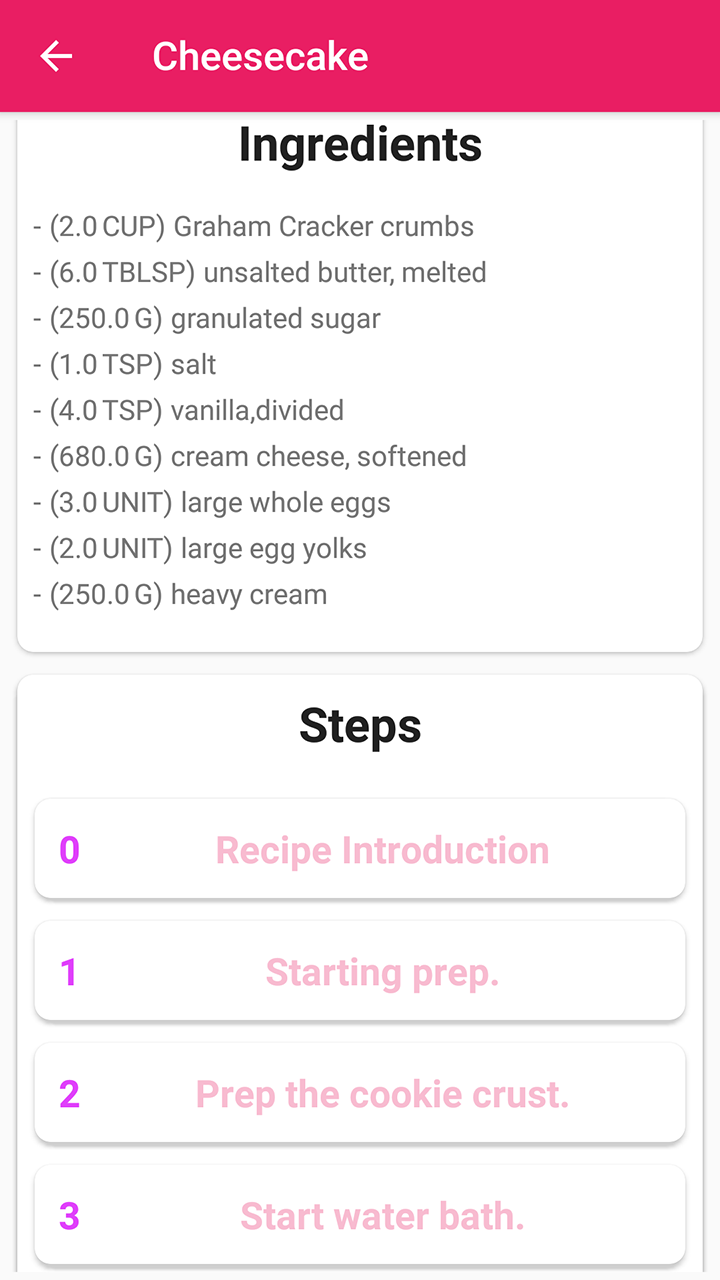 Cheesecake
Ingredients
- (2.0 CUP) Graham Cracker crumbs
- (6.0 TBLSP) unsalted butter, melted
- (250.0 G) granulated sugar
- (1.0 TSP) salt
- (4.0 TSP) vanilla,divided
- (680.0 G) cream cheese, softened
- (3.0 UNIT) large whole eggs
- (2.0 UNIT) large egg yolks
- (250.0 G) heavy cream
Steps
0 Recipe Introduction
1 Starting prep.
2 Prep the cookie crust.
3 Start water bath.